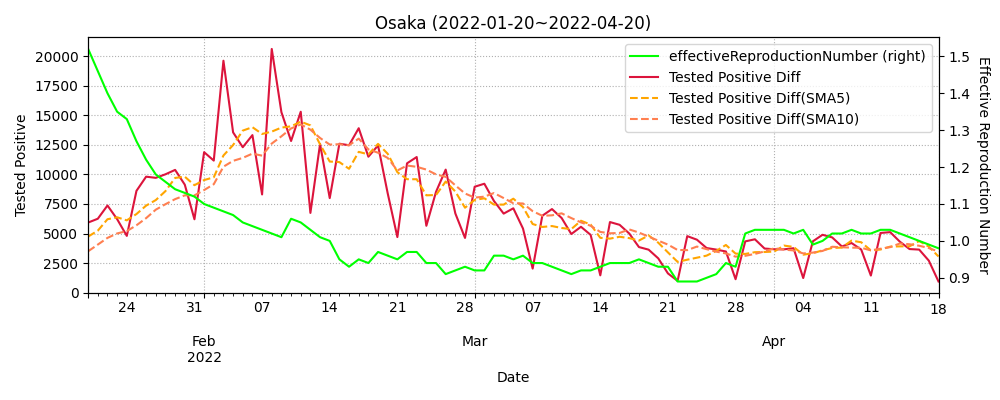 Osaka (2022-01-20~2022-04-20)
effectiveReproductionNumber (right)
Tested Positive Diff
Tested Positive Diff(SMA5)
Tested Positive Diff(SMA10)
Tested Positive
20000
17500
15000
12500
10000
7500
5000
2500
0
Effective Reproduction Number
1.5
1.4
1.3
1.2
1.1
1.0
0.9
24 31 07 14 21 28 07 14 21 28 04 11 18
Feb Mar Apr
2022
Date